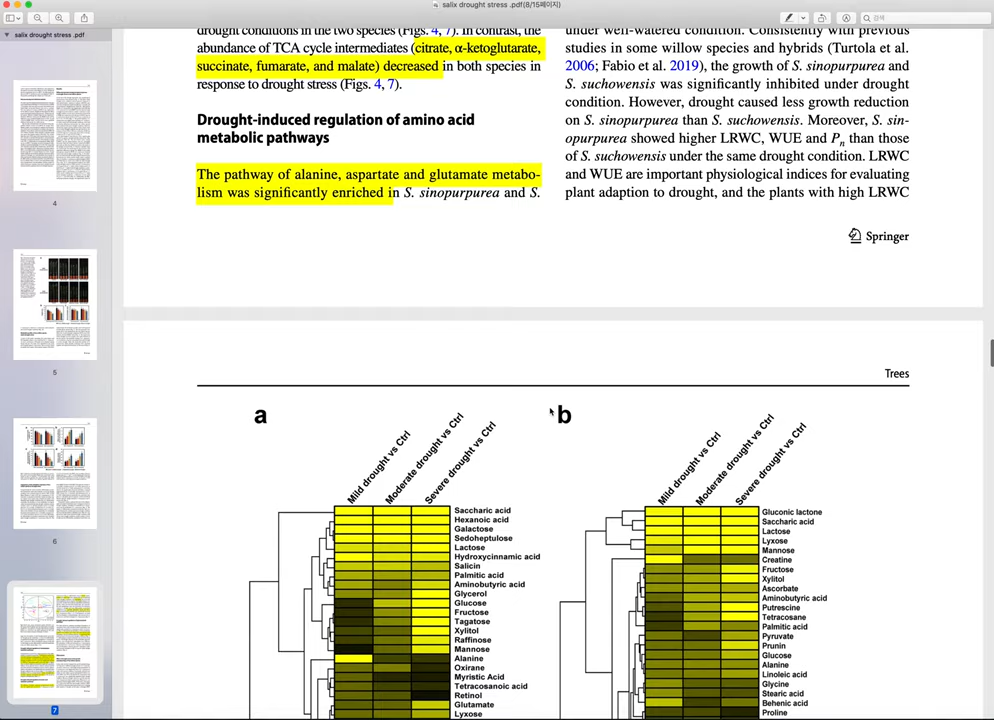 salix drought stress .pdf(8/15페이지)
검색
salix drought stress .pdf
4
5
6
7
drought conditions in the two species (Figs. 4, 7). In contrast, the
abundance of TCA cycle intermediates (citrate, α-ketoglutarate,
succinate, fumarate, and malate) decreased in both species in
response to drought stress (Figs. 4, 7).
Drought-induced regulation of amino acid
metabolic pathways
The pathway of alanine, aspartate and glutamate metabo-
lism was significantly enriched in S. sinopurpurea and S.
under well-watered condition. Consistently with previous
studies in some willow species and hybrids (Turtola et al.
2006; Fabio et al. 2019), the growth of S. sinopurpurea and
S. suchowensis was significantly inhibited under drought
condition. However, drought caused less growth reduction
on S. sinopurpurea than S. suchowensis. Moreover, S. sin-
opurpurea showed higher LRWC, WUE and Pn than those
of S. suchowensis under the same drought condition. LRWC
and WUE are important physiological indices for evaluating
plant adaption to drought, and the plants with high LRWC
Springer
Trees
a
Mild drought vs Ctrl
Moderate drought vs Ctrl
Severe drought vs Ctrl
Saccharic acid
Hexanoic acid
Galactose
Sedoheptulose
Lactose
Hydroxycinnamic acid
Salicin
Palmitic acid
Aminobutyric acid
Glycerol
Glucose
Fructose
Tagatose
Xylitol
Raffinose
Mannose
Alanine
Oxirane
Myristic Acid
Tetracosanoic acid
Retinol
Glutamate
Lyxose
b
Mild drought vs Ctrl
Moderate drought vs Ctrl
Severe drought vs Ctrl
Gluconic lactone
Saccharic acid
Lactose
Lyxose
Mannose
Creatine
Fructose
Xylitol
Ascorbate
Aminobutyric acid
Putrescine
Tetracosane
Palmitic acid
Pyruvate
Prunin
Glucose
Alanine
Linoleic acid
Glycine
Stearic acid
Behenic acid
Proline